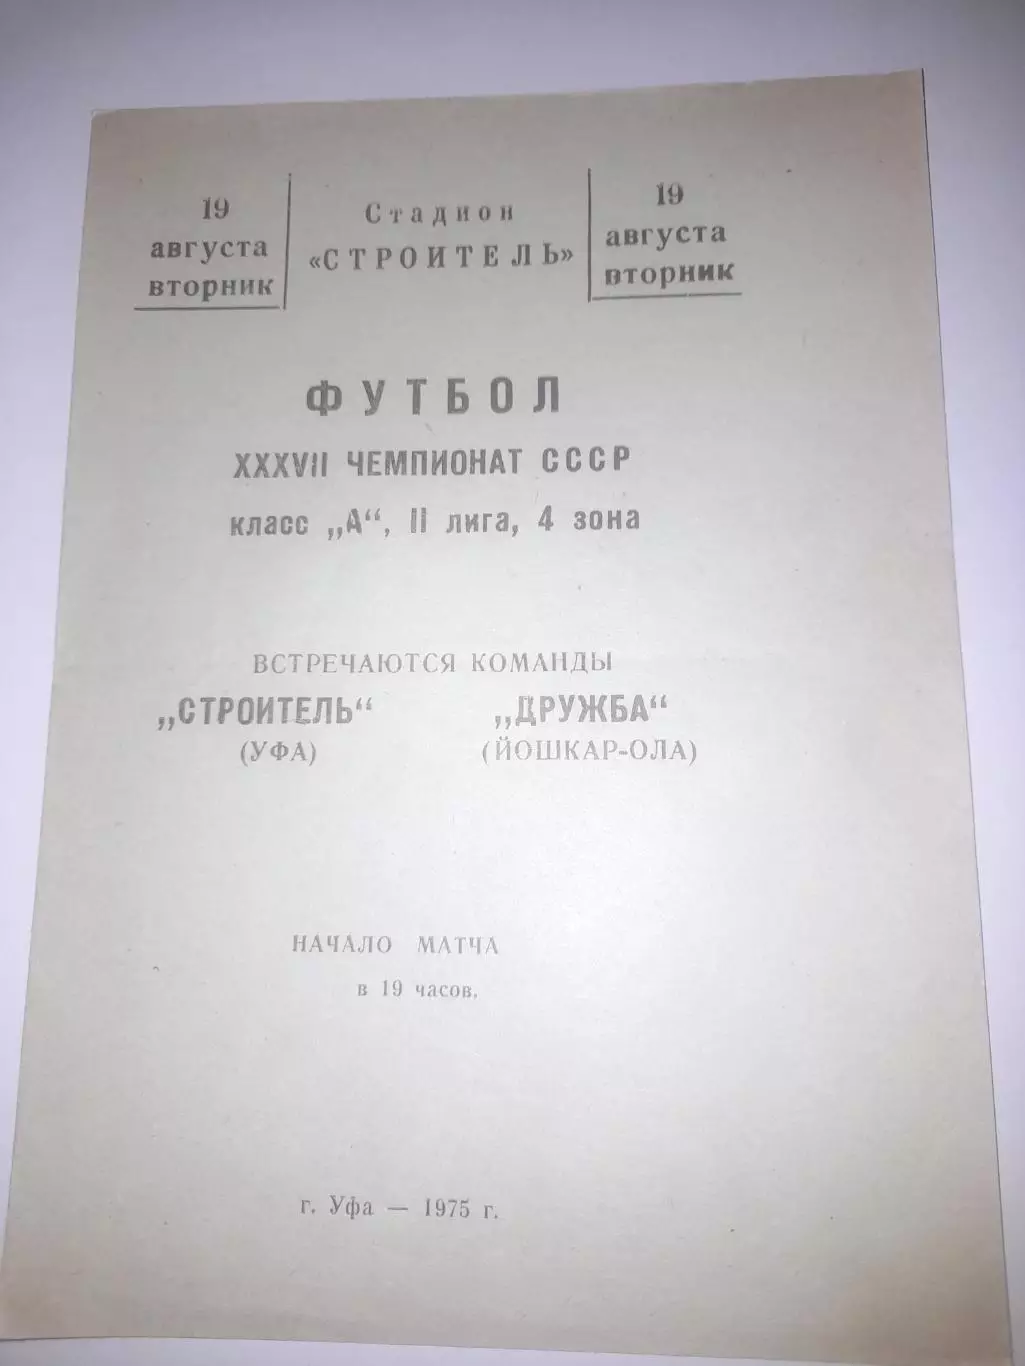 19
августа
вторник
Стадион
«СТРОИТЕЛЬ»
19
августа
вторник
ФУТБОЛ
XXXVII ЧЕМПИОНАТ СССР
класс „А“, II лига, 4 зона
ВСТРЕЧАЮТСЯ КОМАНДЫ
„СТРОИТЕЛЬ“ „ДРУЖБА“
(УФА) (ЙОШКАР-ОЛА)
НАЧАЛО МАТЧА
в 19 часов.
г. Уфа — 1975 г.